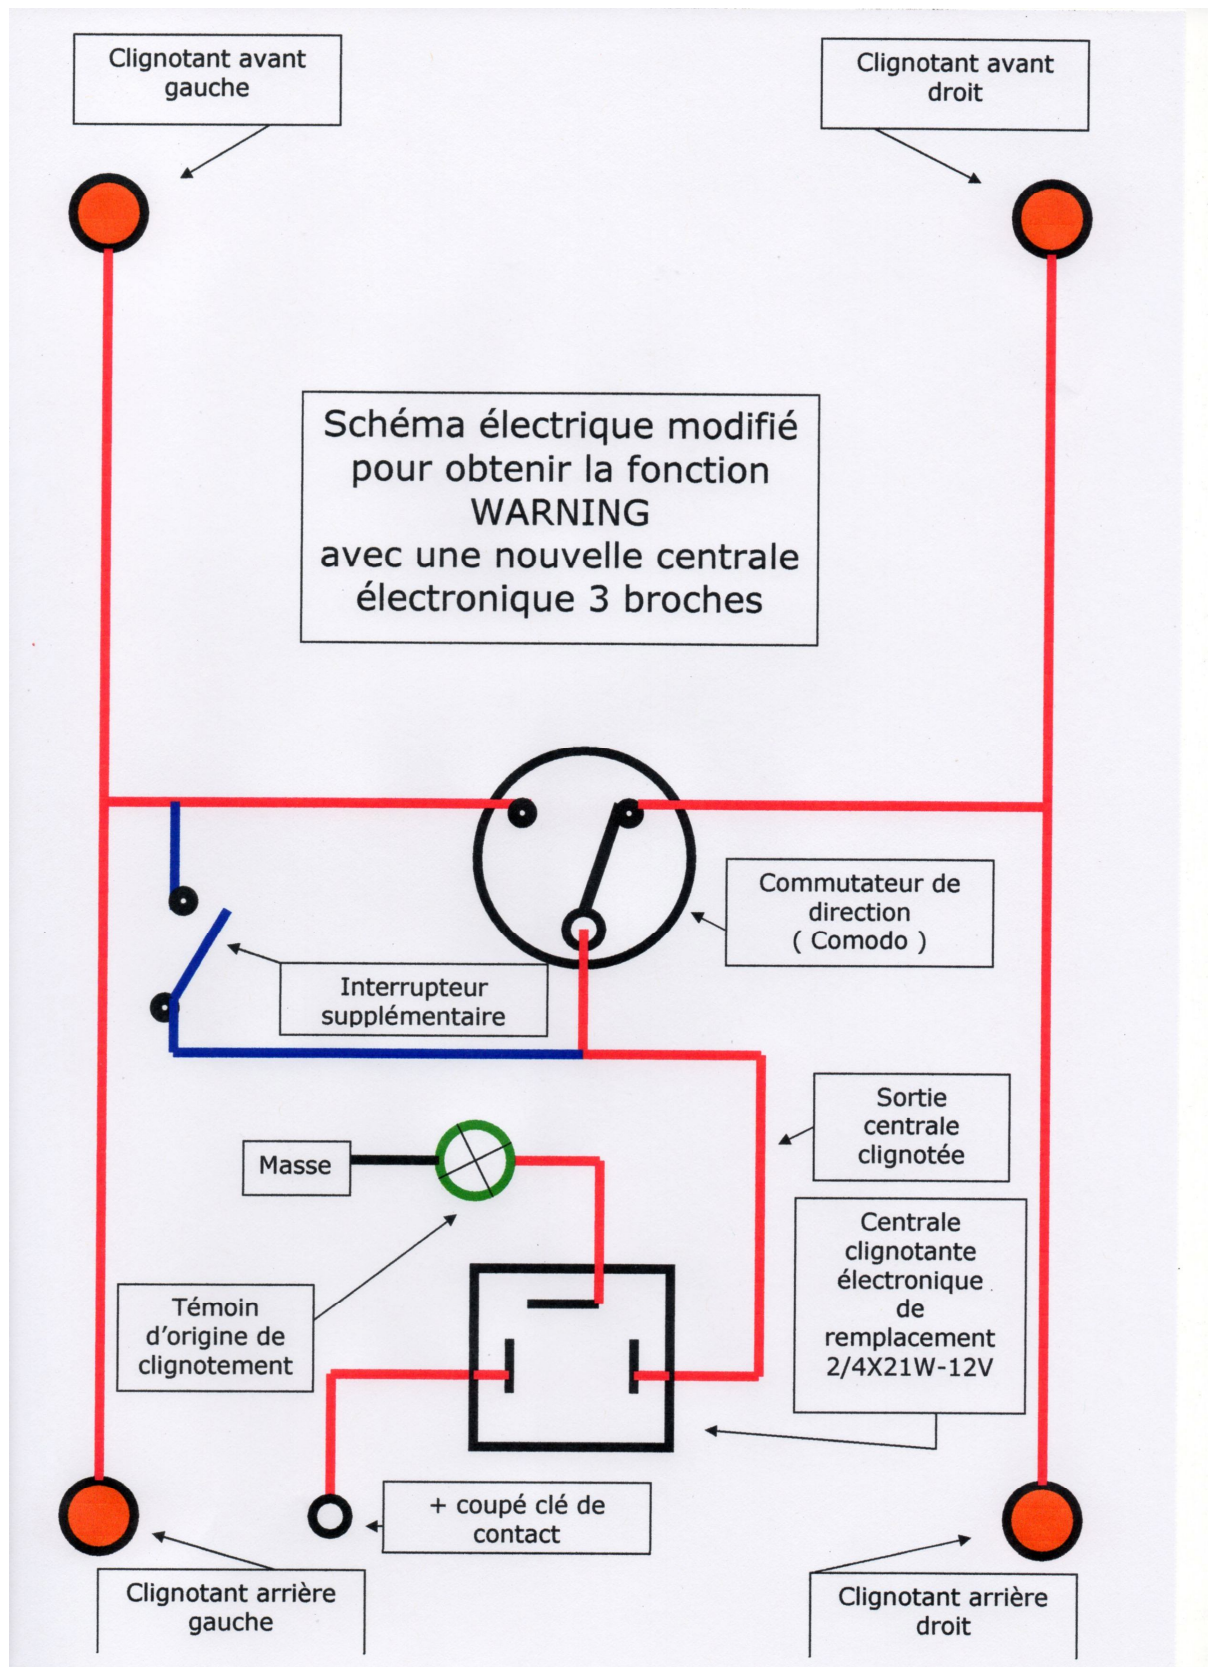 Clignotant avant
gauche
Clignotant avant
droit
Schéma électrique modifié
pour obtenir la fonction
WARNING
avec une nouvelle centrale
électronique 3 broches
Commutateur de
direction
( Comodo )
Interrupteur
supplémentaire
Sortie
centrale
clignotée
Masse
Centrale
clignotante
électronique
de
remplacement
2/4X21W-12V
Témoin
d'origine de
clignotement
+ coupé clé de
contact
Clignotant arrière
gauche
Clignotant arrière
droit